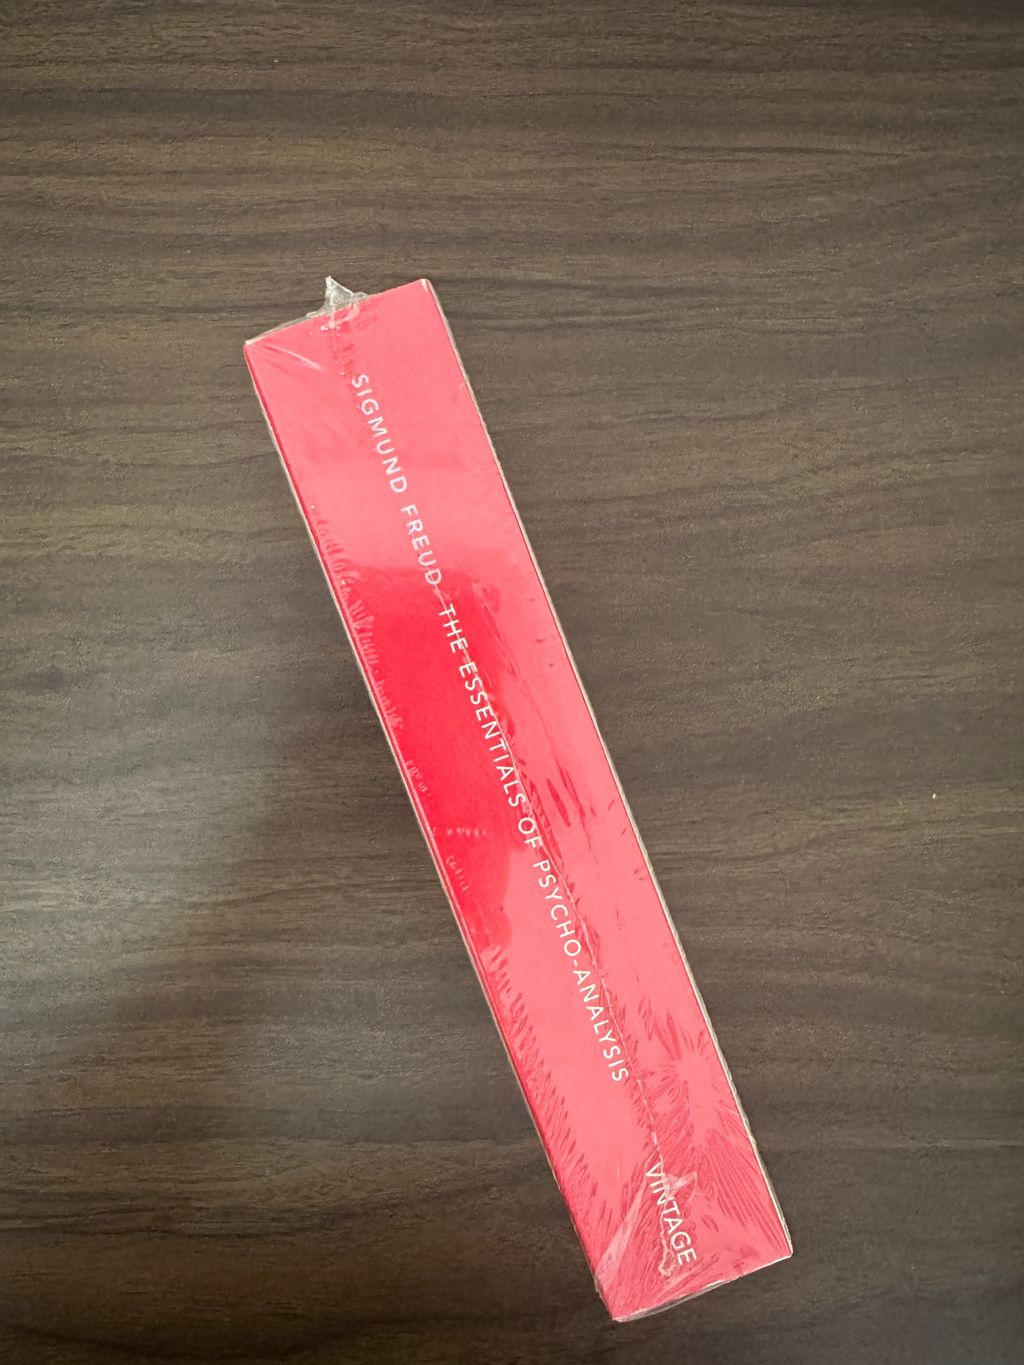 SIGMUND FREUD THE ESSENTIALS OF PSYCHO-ANALYSIS
VINTAGE